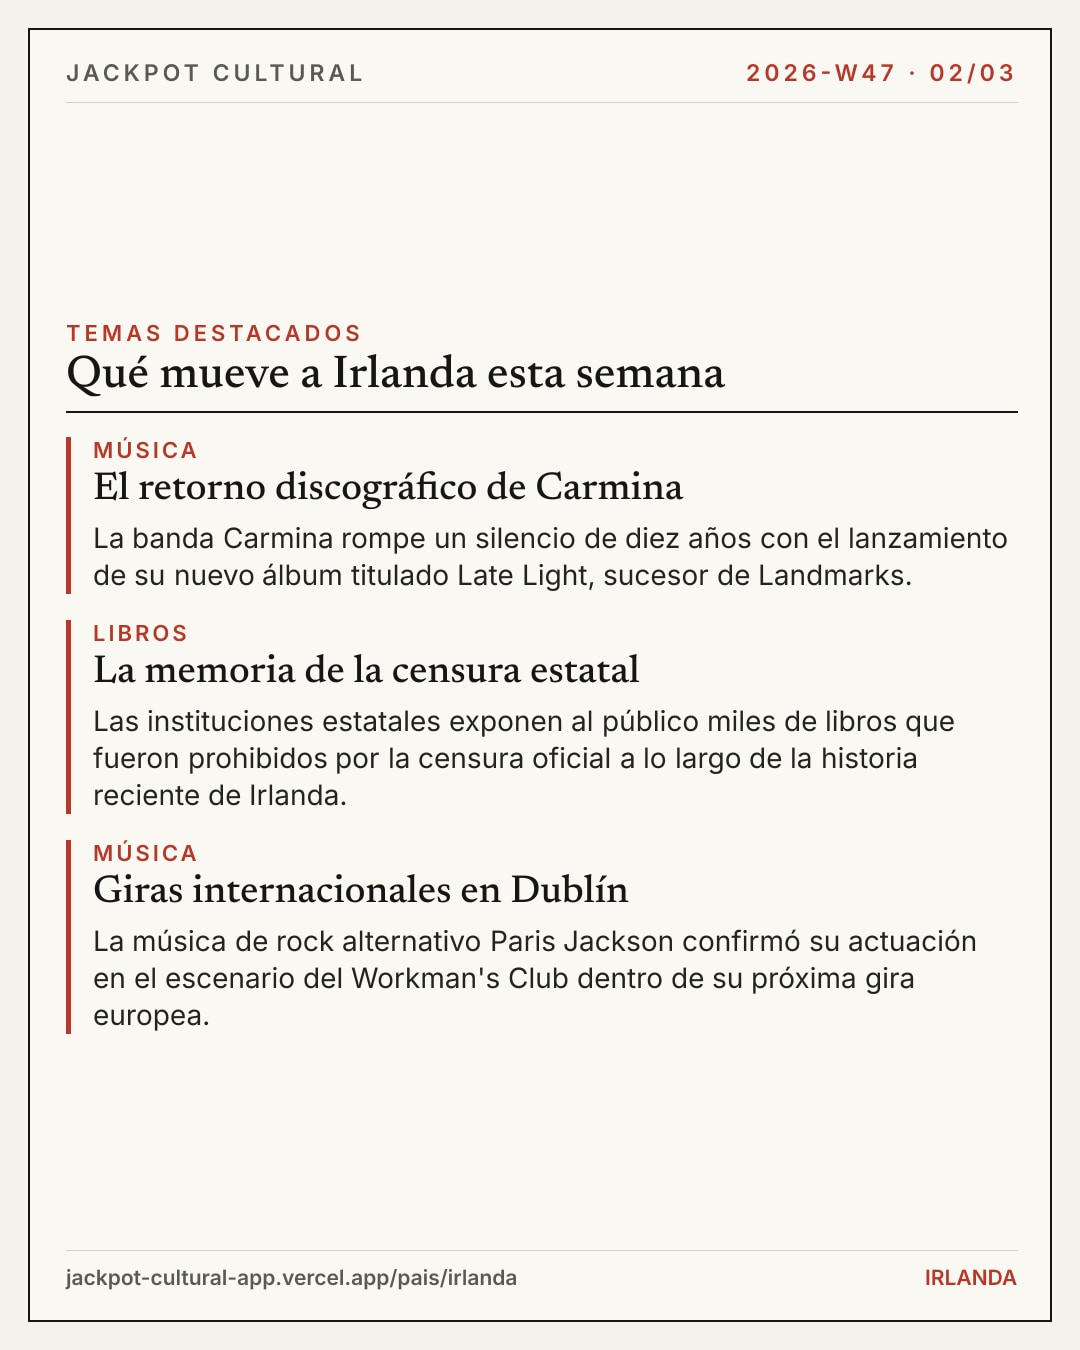 JACKPOT CULTURAL
2026-W47 · 02/03
TEMAS DESTACADOS
Qué mueve a Irlanda esta semana
MÚSICA
El retorno discográfico de Carmina
La banda Carmina rompe un silencio de diez años con el lanzamiento
de su nuevo álbum titulado Late Light, sucesor de Landmarks.
LIBROS
La memoria de la censura estatal
Las instituciones estatales exponen al público miles de libros que
fueron prohibidos por la censura oficial a lo largo de la historia
reciente de Irlanda.
MÚSICA
Giras internacionales en Dublín
La música de rock alternativo Paris Jackson confirmó su actuación
en el escenario del Workman's Club dentro de su próxima gira
europea.
jackpot-cultural-app.vercel.app/pais/irlanda
IRLANDA